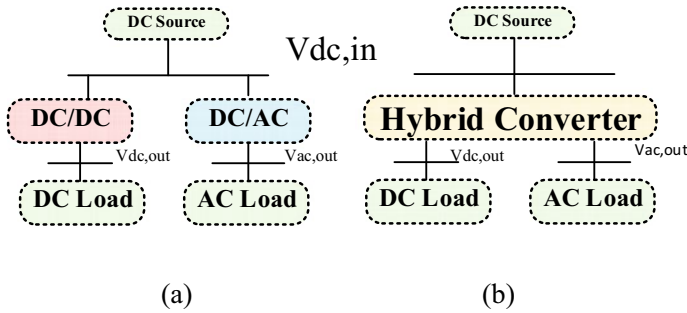 DC Source
DC/DC
DC/AC
Vdc,out
Vac,out
DC Load
AC Load
(a)
Vdc,in
DC Source
Hybrid Converter
Vdc,out
Vac,out
DC Load
AC Load
(b)